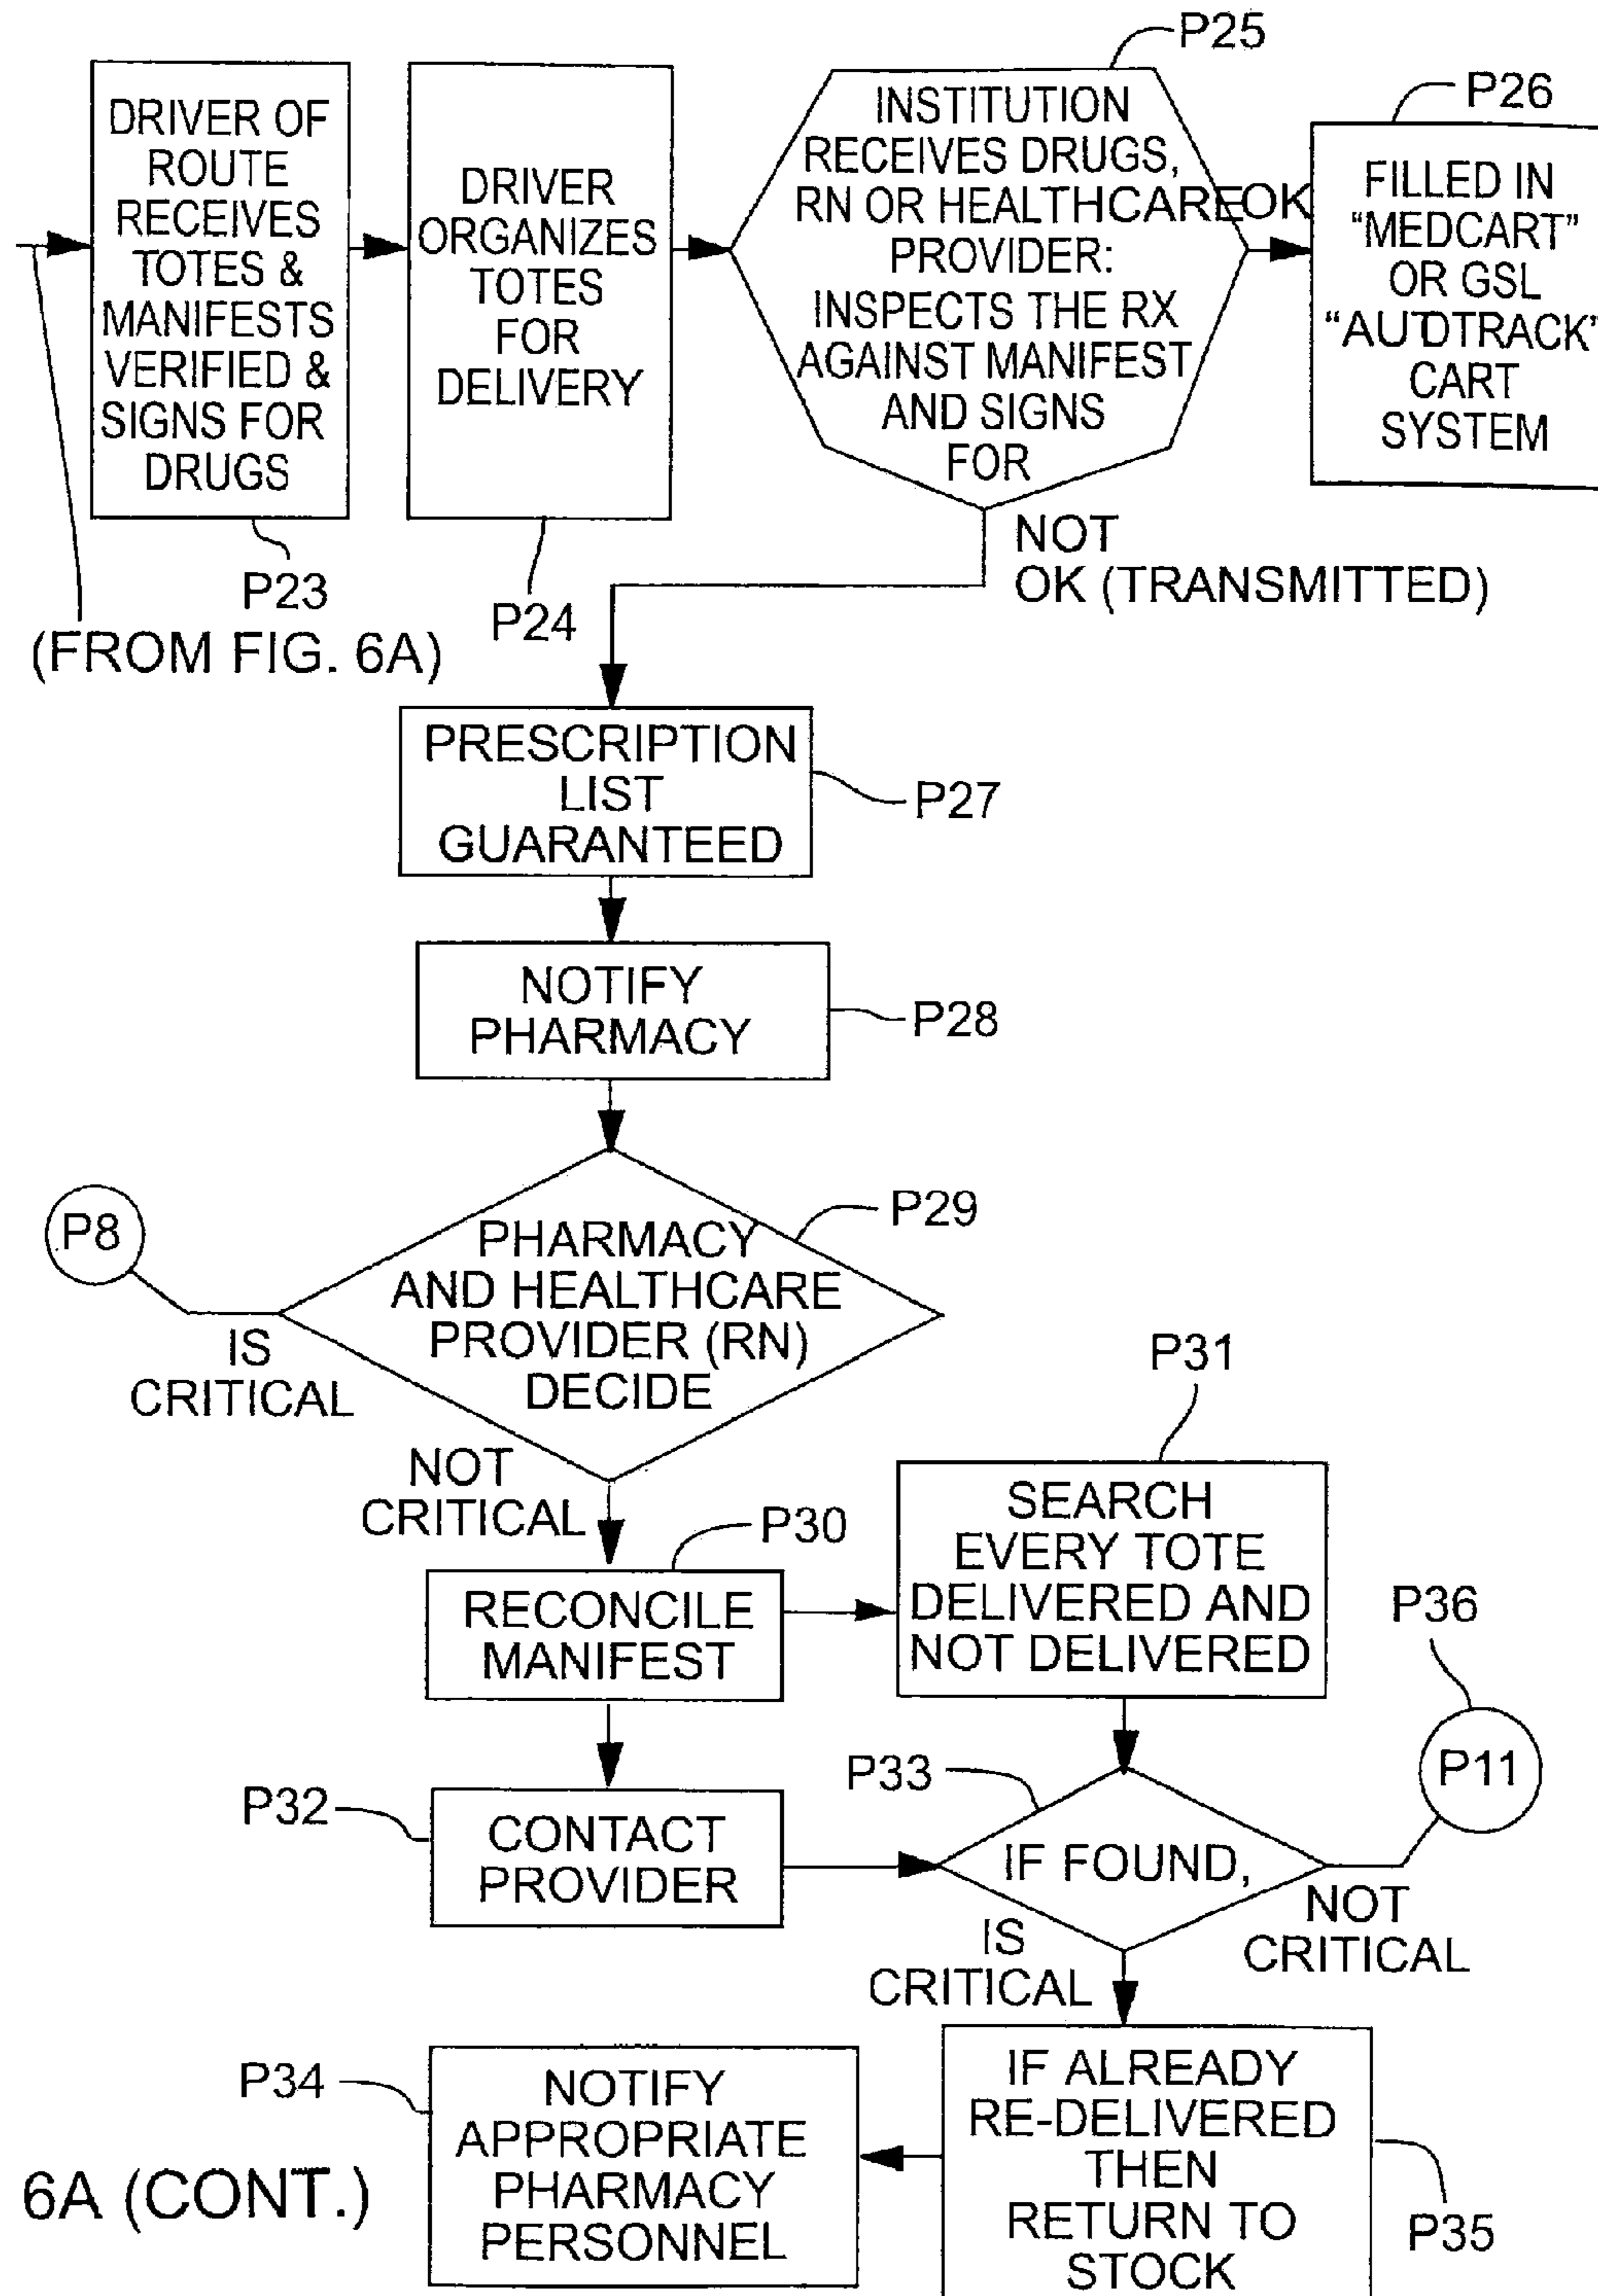 P25
P26
DRIVER OF
ROUTE
RECEIVES
TOTES &
MANIFESTS
VERIFIED &
SIGNS FOR
DRUGS
P23
(FROM FIG. 6A)
DRIVER
ORGANIZES
TOTES
FOR
DELIVERY
P24
INSTITUTION
RECEIVES DRUGS,
RN OR HEALTHCARE
PROVIDER:
INSPECTS THE RX
AGAINST MANIFEST
AND SIGNS
FOR
OK
FILLED IN
“MEDCART”
OR GSL
“AUTOTRACK”
CART
SYSTEM
NOT
OK (TRANSMITTED)
PRESCRIPTION
LIST
GUARANTEED
P27
NOTIFY
PHARMACY
P28
P8
IS
CRITICAL
PHARMACY
AND HEALTHCARE
PROVIDER (RN)
DECIDE
P29
NOT
CRITICAL
P30
RECONCILE
MANIFEST
P31
SEARCH
EVERY TOTE
DELIVERED AND
NOT DELIVERED
P36
P11
P32
CONTACT
PROVIDER
P33
IF FOUND,
NOT
CRITICAL
IS
CRITICAL
P34
NOTIFY
APPROPRIATE
PHARMACY
PERSONNEL
IF ALREADY
RE-DELIVERED
THEN
RETURN TO
STOCK
P35
6A (CONT.)